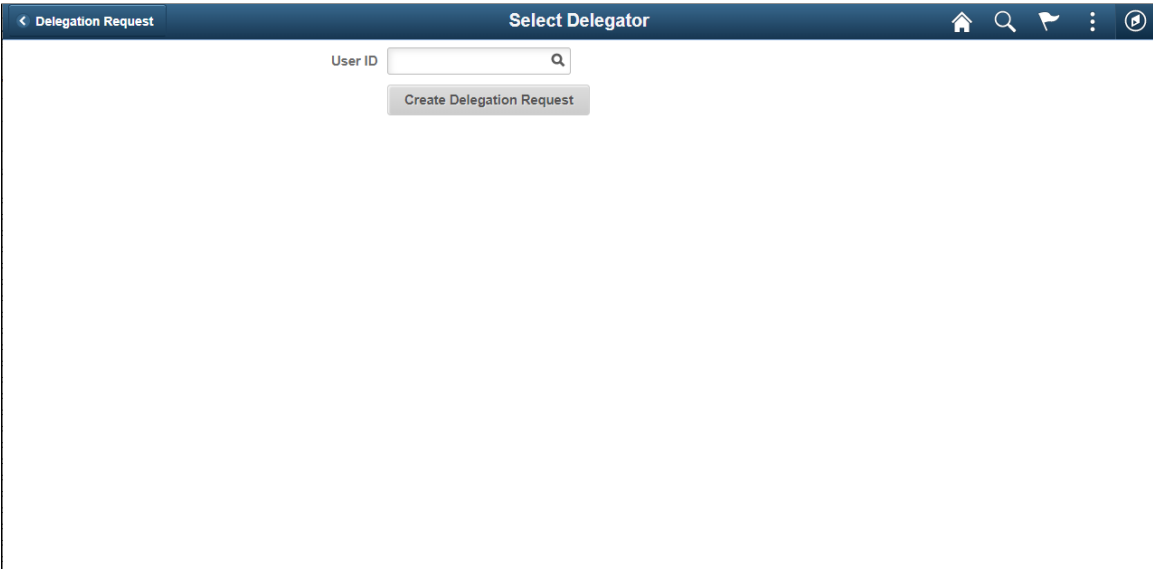 Delegation Request
Select Delegator
User ID
Create Delegation Request